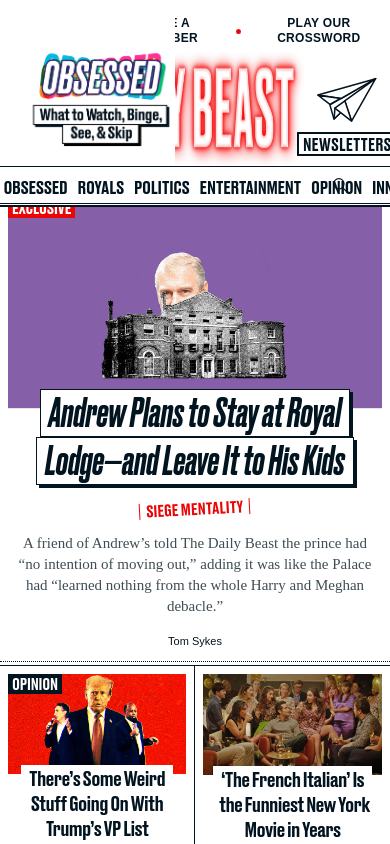 E A
BER
PLAY OUR
CROSSWORD
OBSESSED
What to Watch, Binge,
See, & Skip
Y BEAST
NEWSLETTERS
OBSESSED ROYALS POLITICS ENTERTAINMENT OPINION INN
EXCLUSIVE
Andrew Plans to Stay at Royal
Lodge—and Leave It to His Kids
SIEGE MENTALITY
A friend of Andrew’s told The Daily Beast the prince had
“no intention of moving out,” adding it was like the Palace
had “learned nothing from the whole Harry and Meghan
debacle.”
Tom Sykes
OPINION
There’s Some Weird
Stuff Going On With
Trump’s VP List
‘The French Italian’ Is
the Funniest New York
Movie in Years